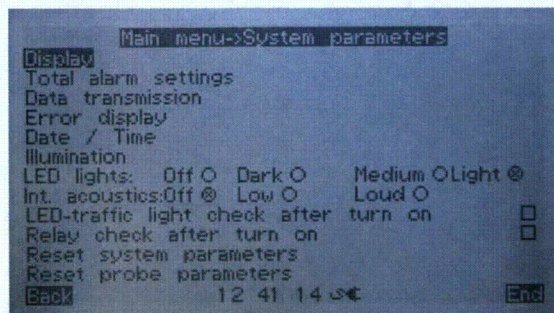 Main menu->System parameters
Display
Total alarm settings
Data transmission
Error display
Date / Time
Illumination
LED lights: Off O Dark O Medium O Light ⊗
Int. acoustics: Off ⊗ Low O Loud O
LED-traffic light check after turn on □
Relay check after turn on □
Reset system parameters
Reset probe parameters
Back 12 41 14 End